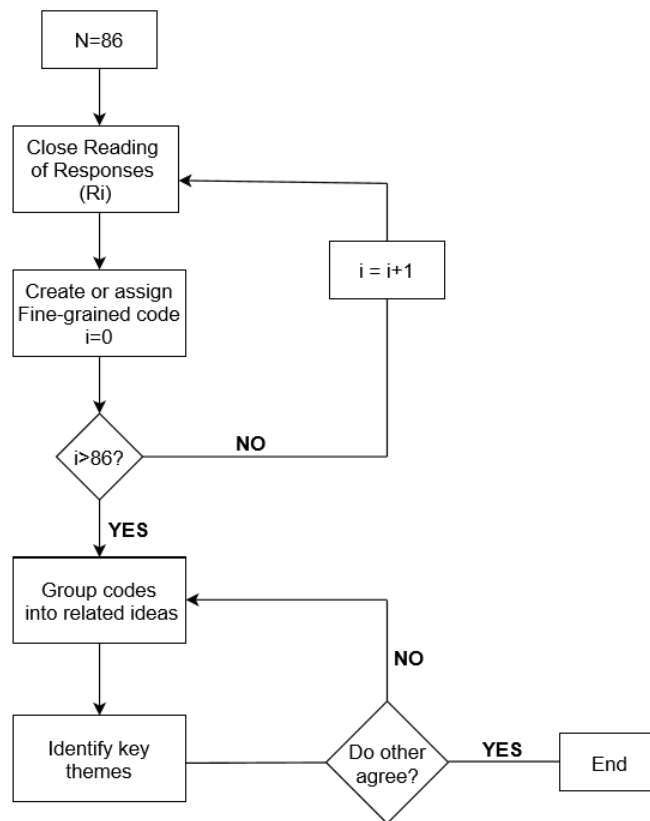 N=86
Close Reading
of Responses
(Ri)
i = i+1
Create or assign
Fine-grained code
i=0
i>86?
NO
YES
Group codes
into related ideas
NO
Identify key
themes
Do other
agree?
YES
End